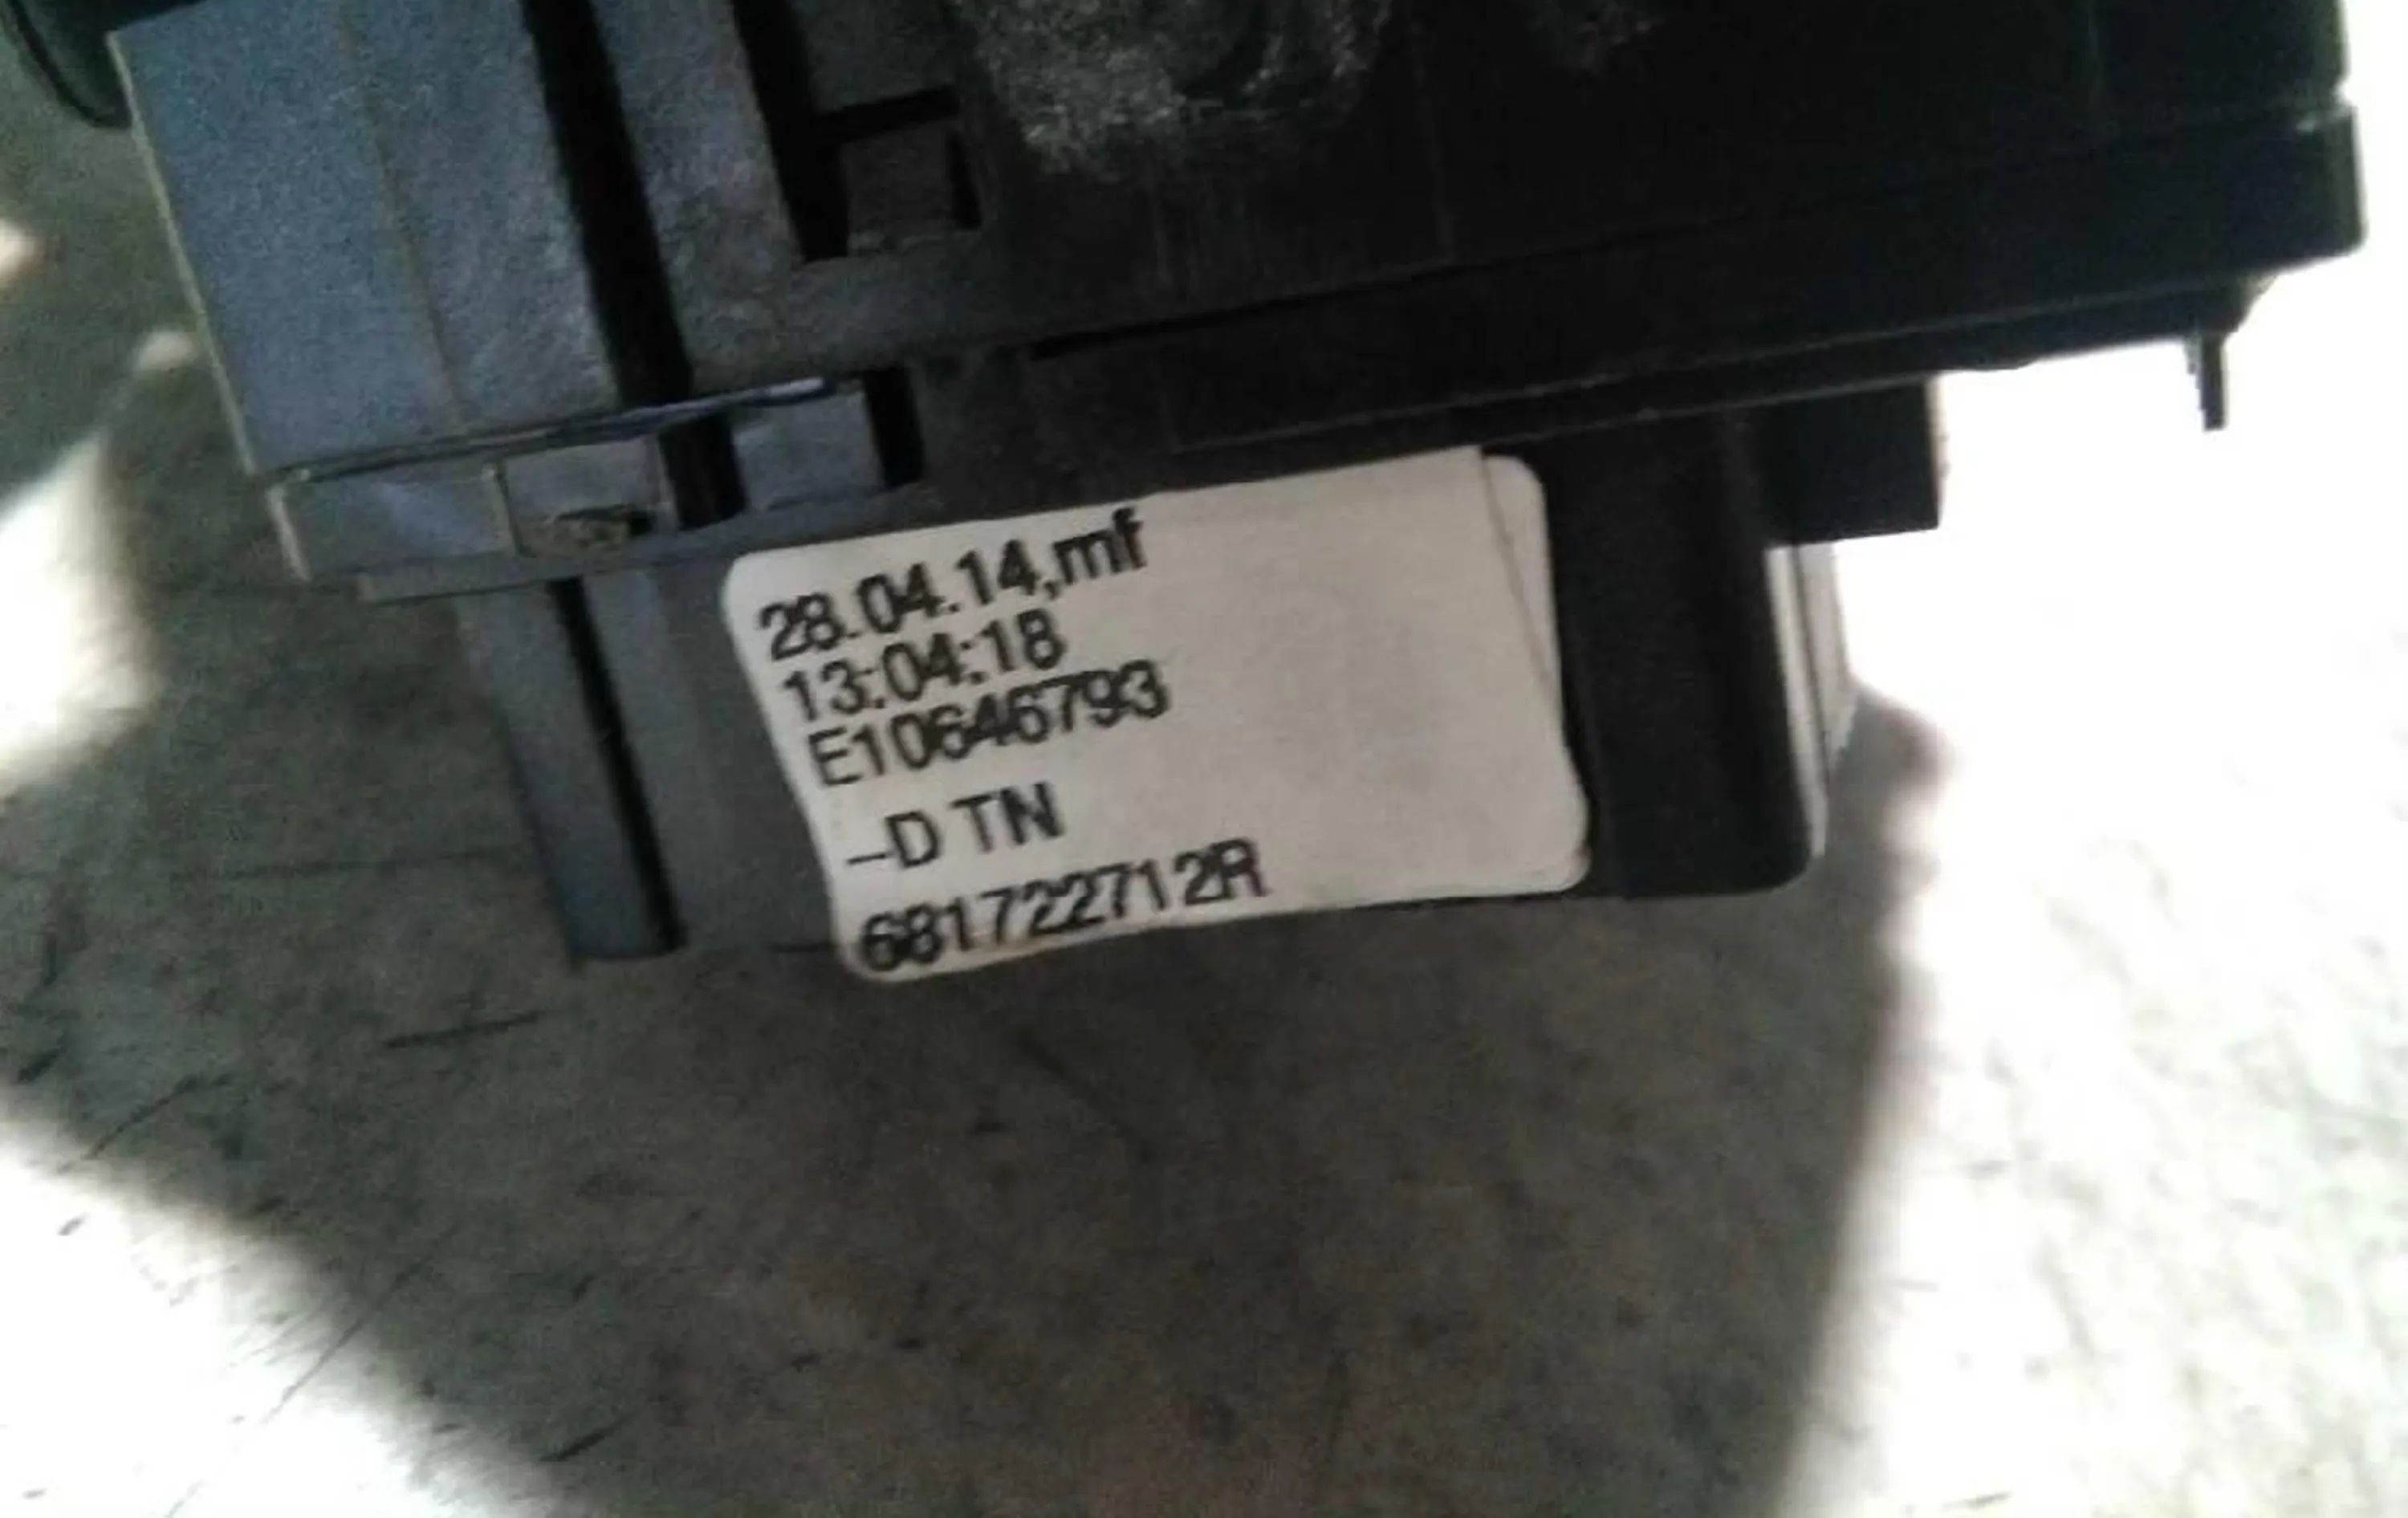 28.04.14,mf
13:04:18
E10646793
–D TN
681722712R